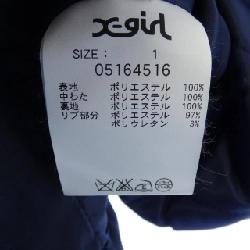 X-girl
SIZE: 1
05164516
表地 ポリエステル 100%
中わた ポリエステル 100%
裏地 ポリエステル 100%
リブ部分 ポリエステル 97%
ポリウレタン 3%